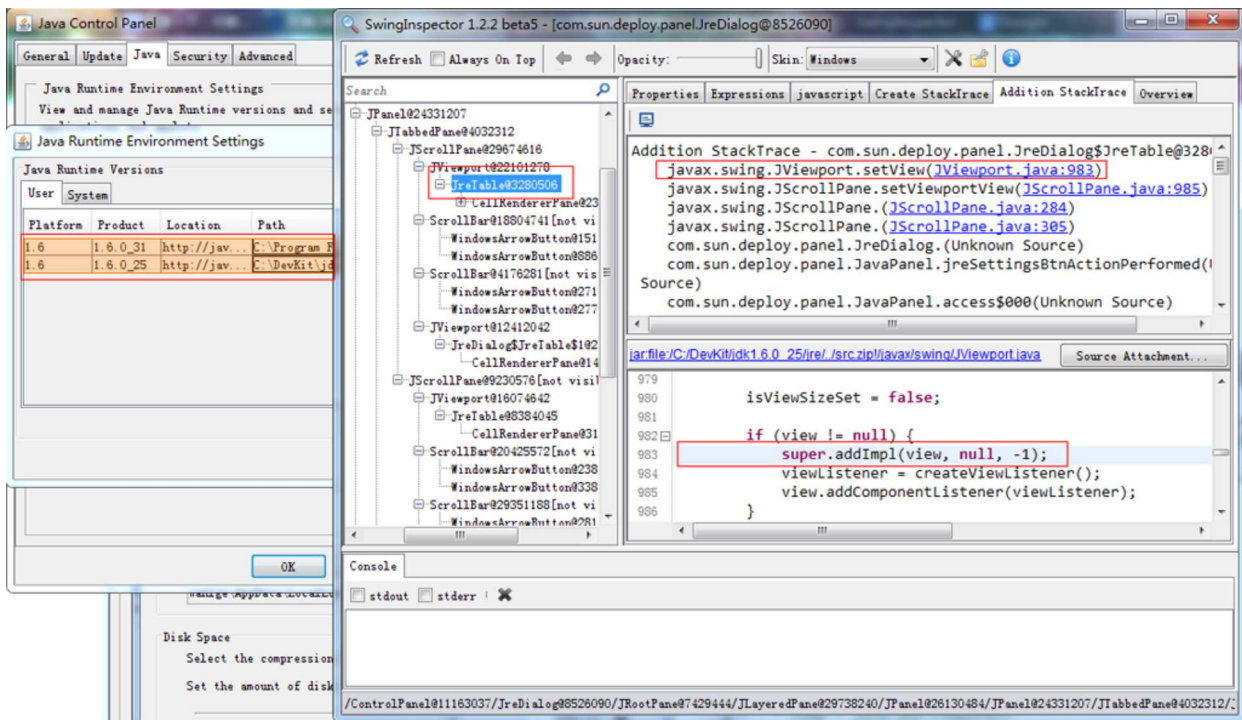 Java Control Panel
General Update Java Security Advanced
Java Runtime Environment Settings
View and manage Java Runtime versions and se
Java Runtime Environment Settings
Java Runtime Versions
User System
Platform Product Location Path
1.6 1.6.0_31 http://jav... C:\Program F
1.6 1.6.0_25 http://jav... C:\DevKit\jd
OK
Disk Space
Select the compression
Set the amount of disk
SwingInspector 1.2.2 beta5 - [com.sun.deploy.panel.JreDialog@8526090]
Refresh Always On Top Opacity: Skin: Windows
Search
JPanel@24331207
JTabbedPane@4032312
JScrollPane@29674616
JViewport@22101278
JreTable@3280506
CellRendererPane@23
ScrollBar@18804741[not vi
WindowsArrowButton@151
WindowsArrowButton@886
ScrollBar@4176281[not vis
WindowsArrowButton@271
WindowsArrowButton@277
JViewport@12412042
JreDialog$JreTable$1@2
CellRendererPane@14
JScrollPane@9230576[not visil
JViewport@16074642
JreTable@8384045
CellRendererPane@31
ScrollBar@20425572[not vi
WindowsArrowButton@238
WindowsArrowButton@338
ScrollBar@29351188[not vi
WindowsArrowButton@281
Properties Expressions javascript Create StackIrace Addition StackIrace Overview
Addition StackTrace - com.sun.deploy.panel.JreDialog$JreTable@328
javax.swing.JViewport.setView(JViewport.java:983)
javax.swing.JScrollPane.setViewportView(JScrollPane.java:985)
javax.swing.JScrollPane.(JScrollPane.java:284)
javax.swing.JScrollPane.(JScrollPane.java:305)
com.sun.deploy.panel.JreDialog.(Unknown Source)
com.sun.deploy.panel.JavaPanel.jreSettingsBtnActionPerformed(
Source)
com.sun.deploy.panel.JavaPanel.access$000(Unknown Source)
jar:file:/C:/DevKit/jdk1.6.0_25/jre/../src.zip!/javax/swing/JViewport.java Source Attachment...
979
980 isViewSizeSet = false;
981
982 if (view != null) {
983 super.addImpl(view, null, -1);
984 viewListener = createViewListener();
985 view.addComponentListener(viewListener);
986 }
Console
stdout stderr
/ControlPanel@11163037/JreDialog@8526090/JRootPane@7429444/JLayeredPane@29738240/JPanel@26130484/JPanel@24331207/JTabbedPane@4032312/J